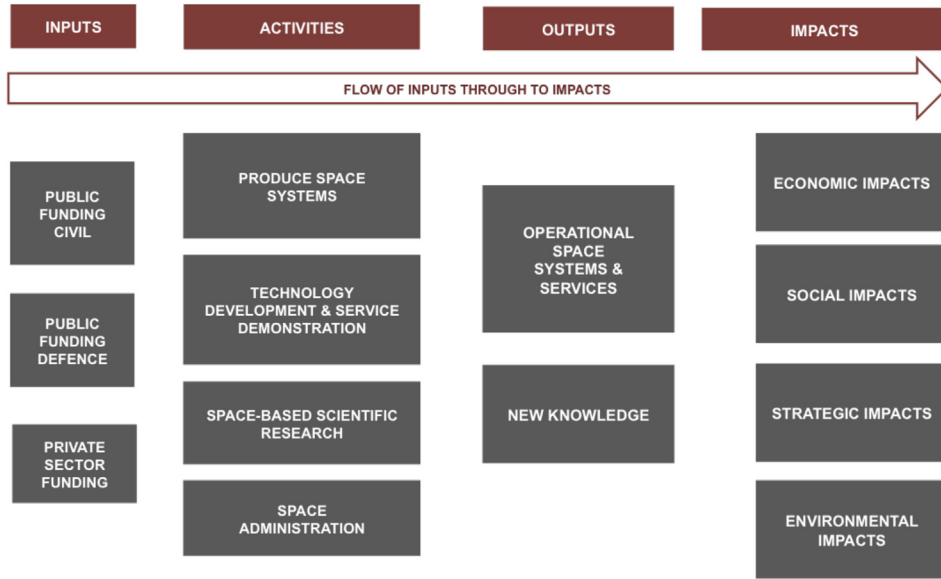 INPUTS
ACTIVITIES
OUTPUTS
IMPACTS
FLOW OF INPUTS THROUGH TO IMPACTS
PUBLIC
FUNDING
CIVIL
PUBLIC
FUNDING
DEFENCE
PRIVATE
SECTOR
FUNDING
PRODUCE SPACE
SYSTEMS
TECHNOLOGY
DEVELOPMENT & SERVICE
DEMONSTRATION
SPACE-BASED SCIENTIFIC
RESEARCH
SPACE
ADMINISTRATION
OPERATIONAL
SPACE
SYSTEMS &
SERVICES
NEW KNOWLEDGE
ECONOMIC IMPACTS
SOCIAL IMPACTS
STRATEGIC IMPACTS
ENVIRONMENTAL
IMPACTS